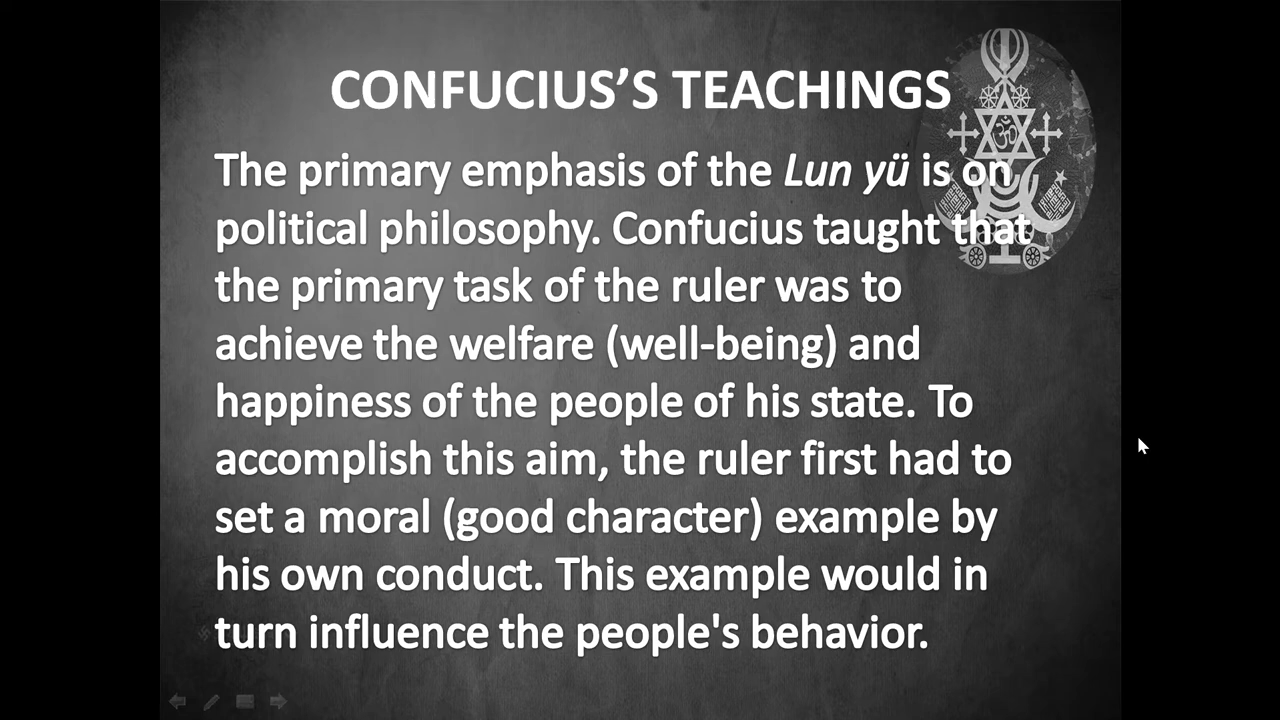 CONFUCIUS’S TEACHINGS
The primary emphasis of the Lun yü is on
political philosophy. Confucius taught that
the primary task of the ruler was to
achieve the welfare (well-being) and
happiness of the people of his state. To
accomplish this aim, the ruler first had to
set a moral (good character) example by
his own conduct. This example would in
turn influence the people's behavior.